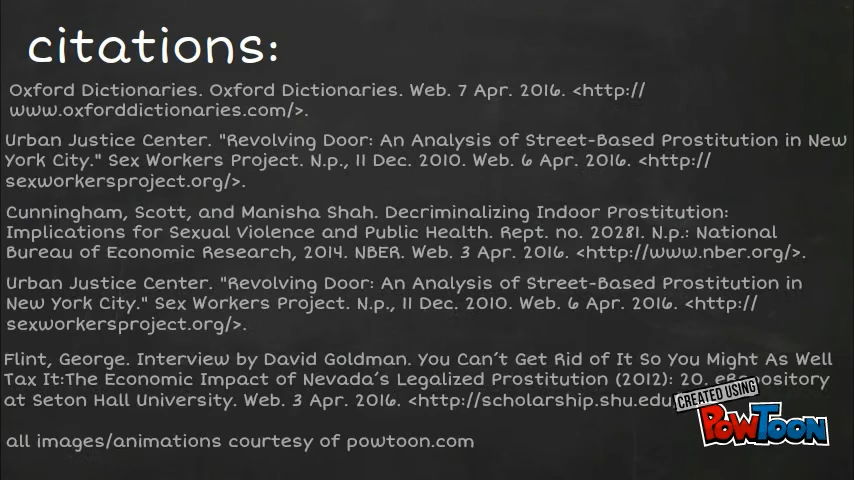 citations:
Oxford Dictionaries. Oxford Dictionaries. Web. 7 Apr. 2016. <http://
www.oxforddictionaries.com/>.
Urban Justice Center. "Revolving Door: An Analysis of Street-Based Prostitution in New
York City." Sex Workers Project. N.p., 11 Dec. 2010. Web. 6 Apr. 2016. <http://
sexworkersproject.org/>.
Cunningham, Scott, and Manisha Shah. Decriminalizing Indoor Prostitution:
Implications for Sexual Violence and Public Health. Rept. no. 20281. N.p.: National
Bureau of Economic Research, 2014. NBER. Web. 3 Apr. 2016. <http://www.nber.org/>.
Urban Justice Center. "Revolving Door: An Analysis of Street-Based Prostitution in
New York City." Sex Workers Project. N.p., 11 Dec. 2010. Web. 6 Apr. 2016. <http://
sexworkersproject.org/>.
Flint, George. Interview by David Goldman. You Can't Get Rid of It So You Might As Well
Tax It:The Economic Impact of Nevada's Legalized Prostitution (2012): 20.
at Seton Hall University. Web. 3 Apr. 2016. <http://scholarship.shu.edu
CREATED USING
POWTOON
all images/animations courtesy of powtoon.com